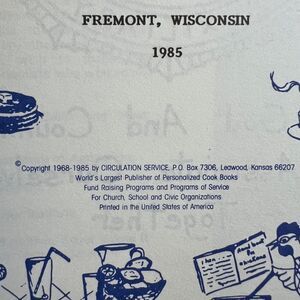 FREMONT, WISCONSIN
1985
©Copyright 1968-1985 by CIRCULATION SERVICE, P.O. Box 7306, Leawood, Kansas 66207
World's Largest Publisher of Personalized Cook Books
Fund Raising Programs and Programs of Service
For Church, School and Civic Organizations
Printed in the United States of America